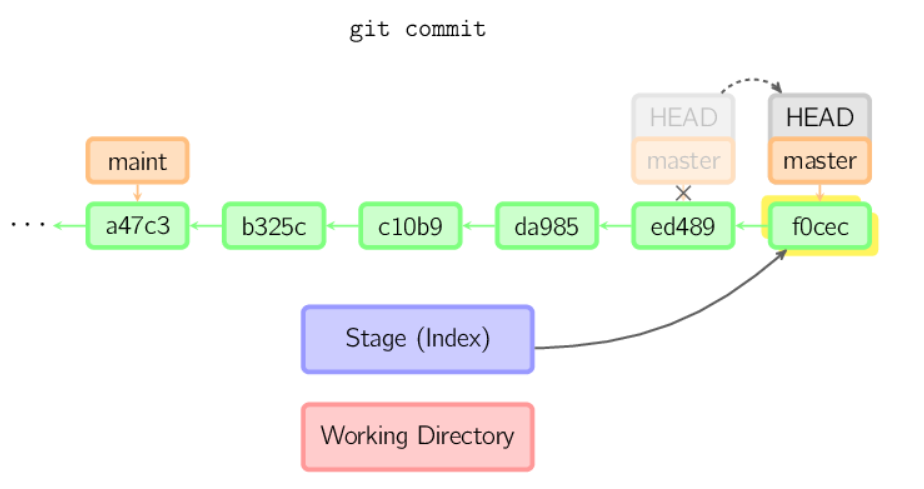 git commit
HEAD
HEAD
maint
master
master
···
a47c3
b325c
c10b9
da985
ed489
f0cec
Stage (Index)
Working Directory